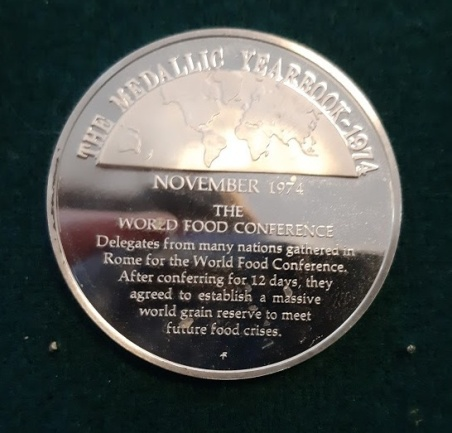 THE MEDALLIC YEARBOOK-1974
NOVEMBER 1974
THE
WORLD FOOD CONFERENCE
Delegates from many nations gathered in
Rome for the World Food Conference.
After conferring for 12 days, they
agreed to establish a massive
world grain reserve to meet
future food crises.